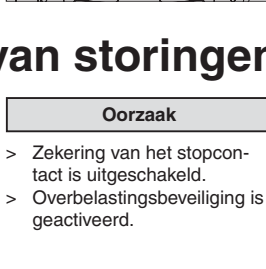 van storingen
Oorzaak
> Zekering van het stopcon-
tact is uitgeschakeld.
> Overbelastingsbeveiliging is
geactiveerd.